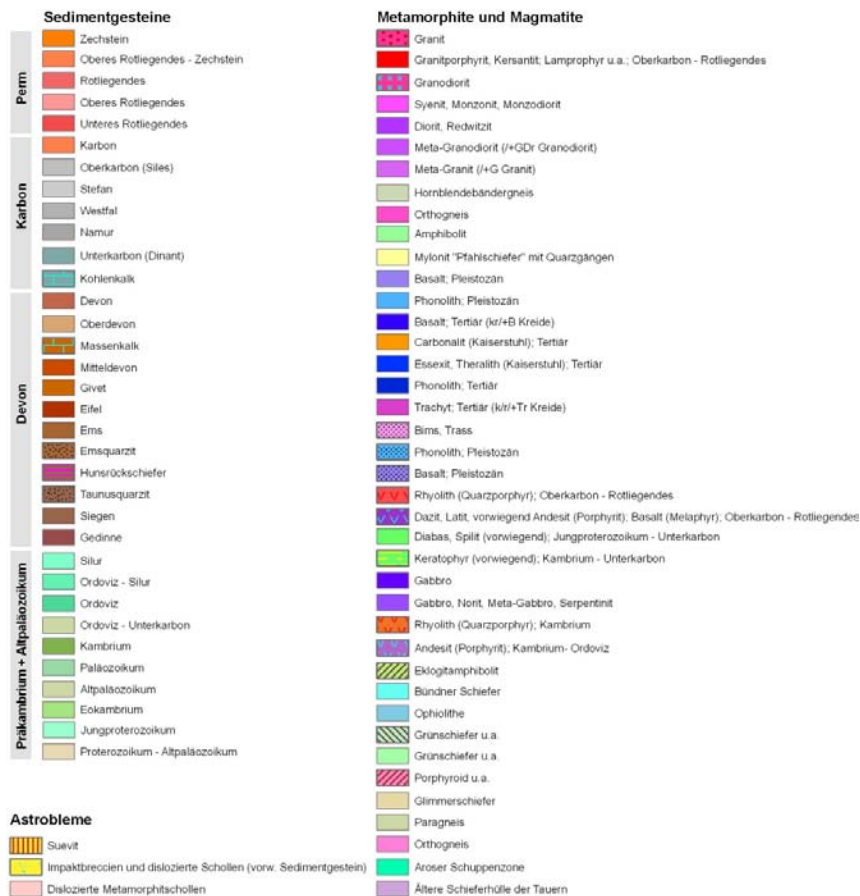 Sedimentgesteine
Perm
Zechstein
Oberes Rotliegendes - Zechstein
Rotliegendes
Oberes Rotliegendes
Unteres Rotliegendes
Karbon
Karbon
Oberkarbon (Siles)
Stefan
Westfal
Namur
Unterkarbon (Dinant)
Kohlenkalk
Devon
Devon
Oberdevon
Massenkalk
Mitteldevon
Givet
Eifel
Ems
Emsquarzit
Hunsrückschiefer
Taunusquarzit
Siegen
Gedinne
Präkambrium + Altpaläozoikum
Silur
Ordoviz - Silur
Ordoviz
Ordoviz - Unterkarbon
Kambrium
Paläozoikum
Altpaläozoikum
Eokambrium
Jungproterozoikum
Proterozoikum - Altpaläozoikum
Astrobleme
Suevit
Impaktbreccien und dislozierte Schollen (vorw. Sedimentgestein)
Dislozierte Metamorphitschollen
Metamorphite und Magmatite
Granit
Granitporphyrit, Kersantit; Lamprophyr u.a.; Oberkarbon - Rotliegendes
Granodiorit
Syenit, Monzonit, Monzodiorit
Diorit, Redwitzit
Meta-Granodiorit (/+GDr Granodiorit)
Meta-Granit (/+G Granit)
Hornblendebändergneis
Orthogneis
Amphibolit
Mylonit "Pfahlschiefer" mit Quarzgängen
Basalt; Pleistozän
Phonolith; Pleistozän
Basalt; Tertiär (kr/+B Kreide)
Carbonalit (Kaiserstuhl); Tertiär
Essexit, Theralith (Kaiserstuhl); Tertiär
Phonolith; Tertiär
Trachyt; Tertiär (k/r/+Tr Kreide)
Bims, Trass
Phonolith; Pleistozän
Basalt; Pleistozän
Rhyolith (Quarzporphyr); Oberkarbon - Rotliegendes
Dazit, Latit, vorwiegend Andesit (Porphyrit); Basalt (Melaphyr); Oberkarbon - Rotliegendes
Diabas, Spilit (vorwiegend); Jungproterozoikum - Unterkarbon
Keratophyr (vorwiegend); Kambrium - Unterkarbon
Gabbro
Gabbro, Norit, Meta-Gabbro, Serpentinit
Rhyolith (Quarzporphyr); Kambrium
Andesit (Porphyrit); Kambrium- Ordoviz
Eklogitamphibolit
Bündner Schiefer
Ophiolithe
Grünschiefer u.a.
Grünschiefer u.a.
Porphyroid u.a.
Glimmerschiefer
Paragneis
Orthogneis
Aroser Schuppenzone
Ältere Schieferhülle der Tauern